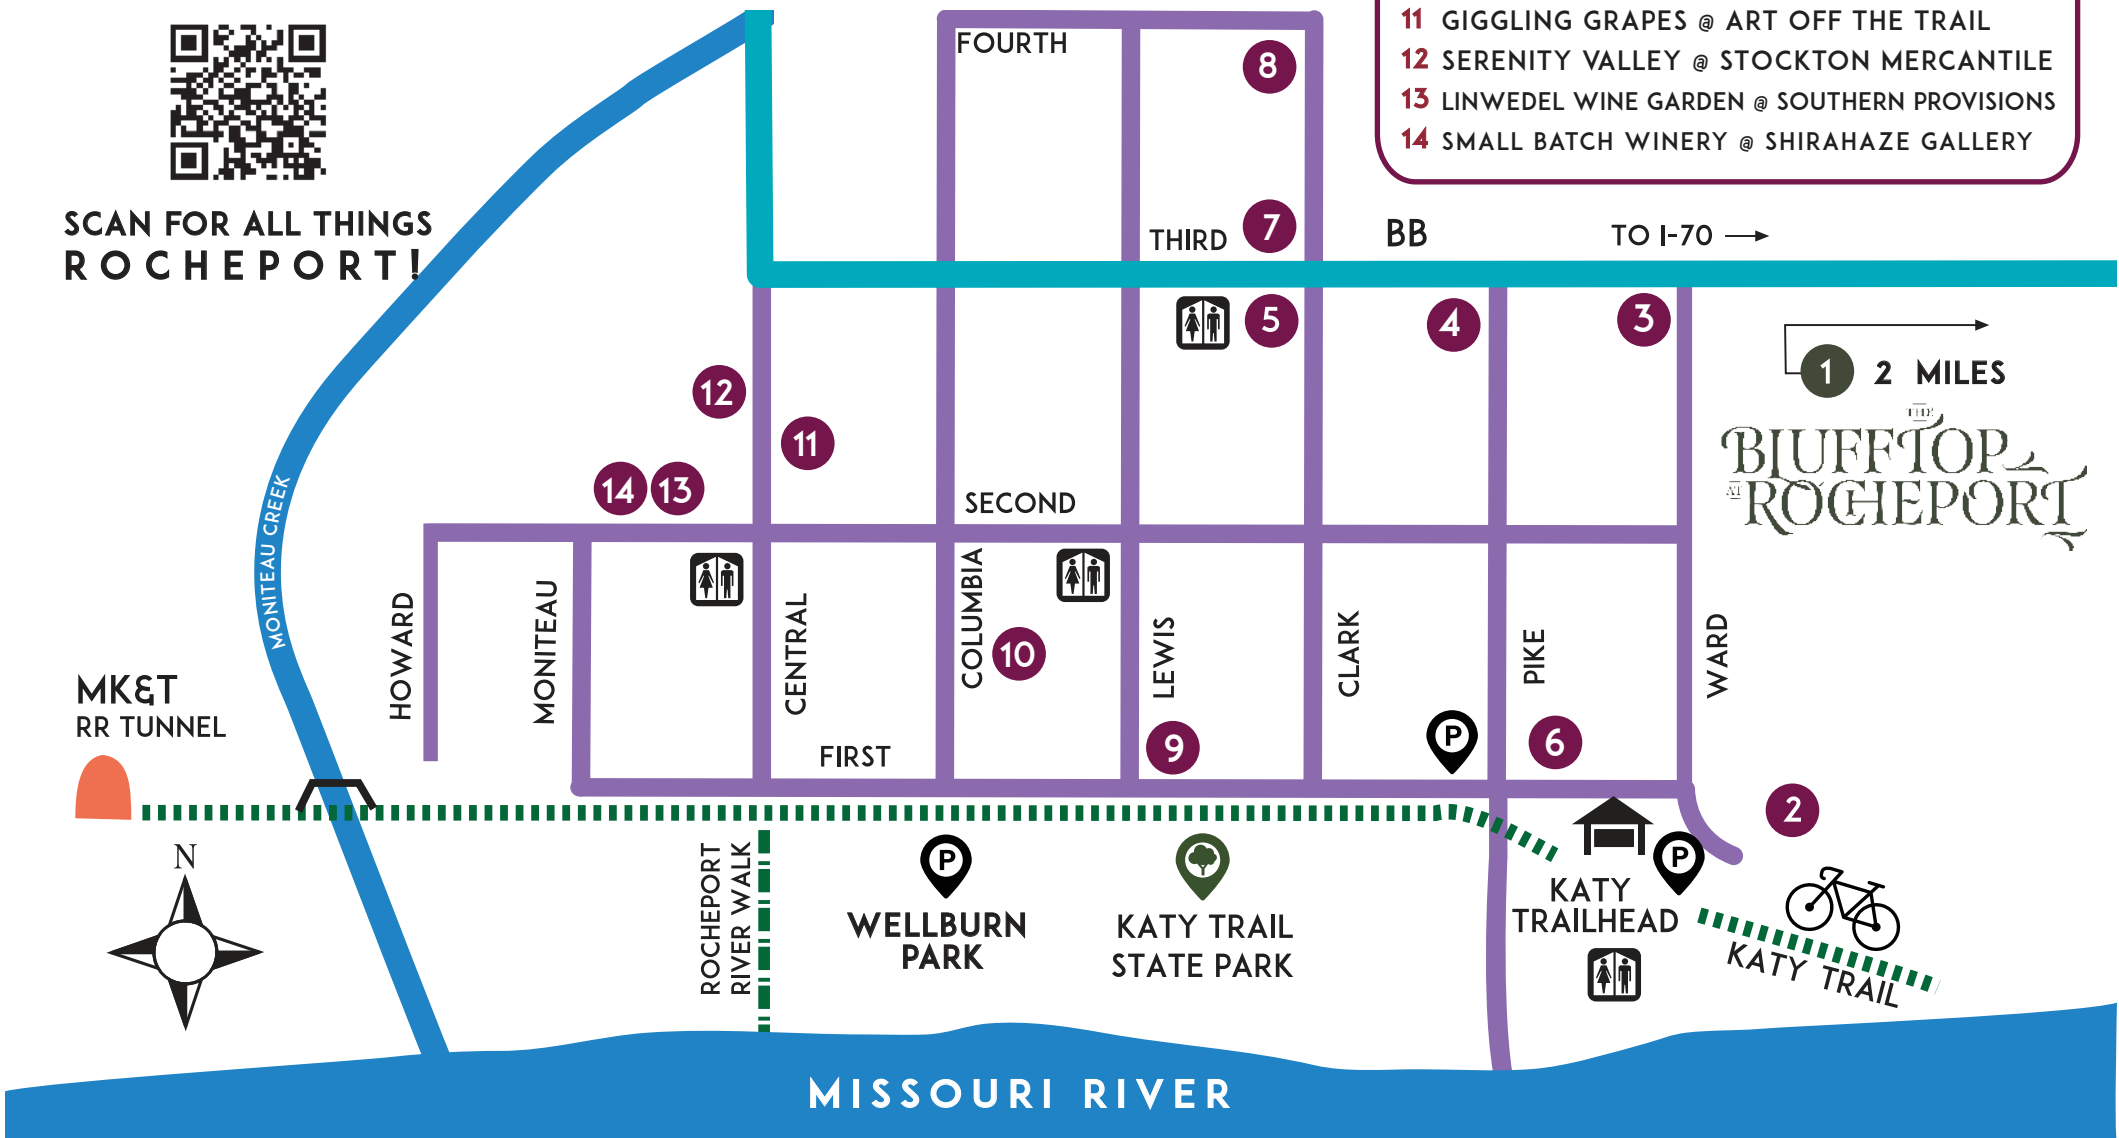 11 GIGGLING GRAPES @ ART OFF THE TRAIL
12 SERENITY VALLEY @ STOCKTON MERCANTILE
13 LINWEDEL WINE GARDEN @ SOUTHERN PROVISIONS
14 SMALL BATCH WINERY @ SHIRAHAZE GALLERY
SCAN FOR ALL THINGS
ROCHEPORT!
FOURTH
8
THIRD
7
BB
TO I-70
5
4
3
1 2 MILES
THE
BLUFFTOP
AT ROCHEPORT
12
11
14
13
SECOND
MONITEAU CREEK
HOWARD
MONITEAU
CENTRAL
COLUMBIA
10
LEWIS
CLARK
PIKE
WARD
MK&T
RR TUNNEL
FIRST
9
P
6
2
N
ROCHEPORT
RIVER WALK
P
WELLBURN
PARK
KATY TRAIL
STATE PARK
P
KATY
TRAILHEAD
KATY TRAIL
MISSOURI RIVER